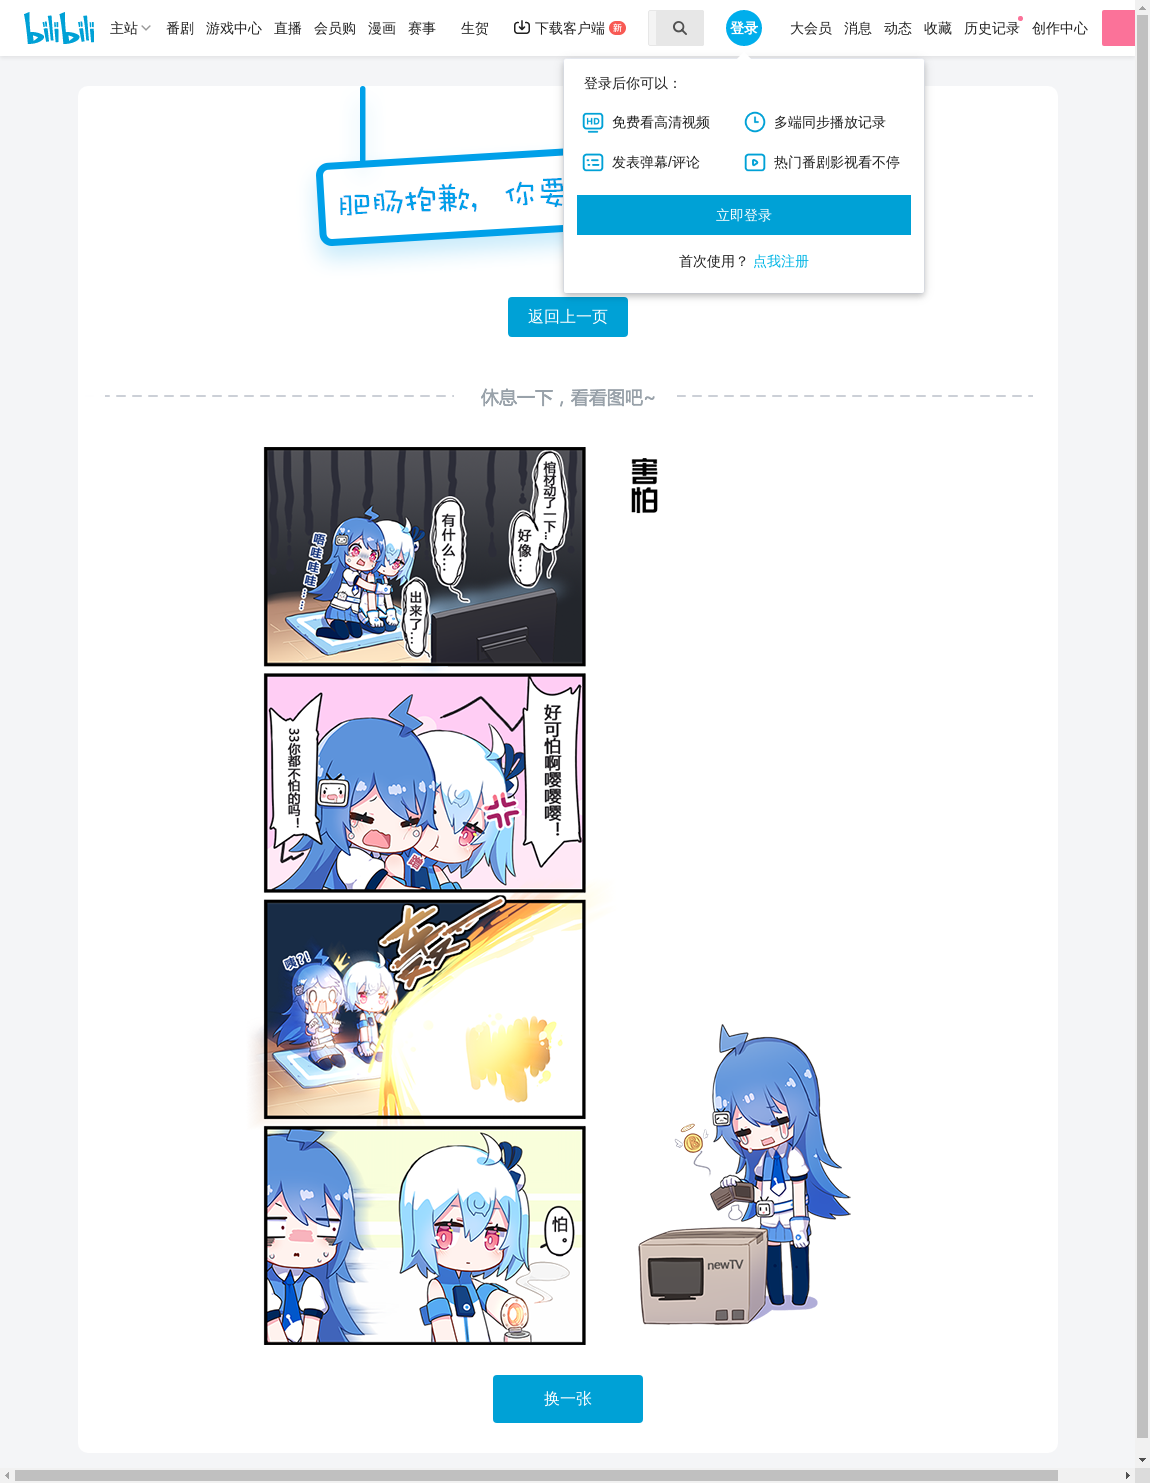 bilibili
主站 番剧 游戏中心 直播 会员购 漫画 赛事 生贺 下载客户端 新 登录 大会员 消息 动态 收藏 历史记录 创作中心
登录后你可以：
HD 免费看高清视频 多端同步播放记录
发表弹幕/评论 热门番剧影视看不停
立即登录
首次使用？ 点我注册
肥肠抱歉，你要
返回上一页
休息一下，看看图吧~
害怕
棺材动了一下…
好像…
有什么…
出来了…
唔哇哇哇……
好可怕啊嘤嘤嘤！
33你都不怕的吗！
蹭
轰
咦?!
怕。
newTV
换一张